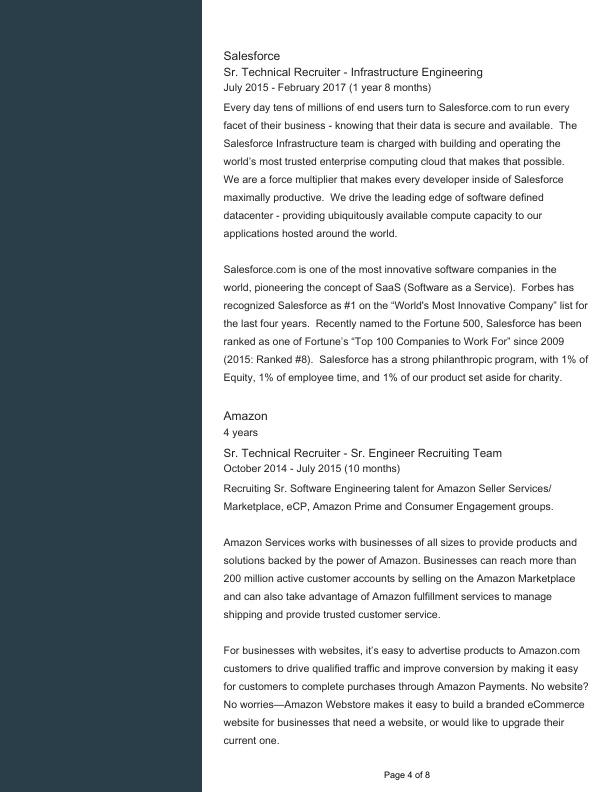 Salesforce
Sr. Technical Recruiter - Infrastructure Engineering
July 2015 - February 2017 (1 year 8 months)
Every day tens of millions of end users turn to Salesforce.com to run every
facet of their business - knowing that their data is secure and available.  The
Salesforce Infrastructure team is charged with building and operating the
world's most trusted enterprise computing cloud that makes that possible.
We are a force multiplier that makes every developer inside of Salesforce
maximally productive.  We drive the leading edge of software defined
datacenter - providing ubiquitously available compute capacity to our
applications hosted around the world.
Salesforce.com is one of the most innovative software companies in the
world, pioneering the concept of SaaS (Software as a Service).  Forbes has
recognized Salesforce as #1 on the “World's Most Innovative Company” list for
the last four years.  Recently named to the Fortune 500, Salesforce has been
ranked as one of Fortune’s “Top 100 Companies to Work For” since 2009
(2015: Ranked #8).  Salesforce has a strong philanthropic program, with 1% of
Equity, 1% of employee time, and 1% of our product set aside for charity.
Amazon
4 years
Sr. Technical Recruiter - Sr. Engineer Recruiting Team
October 2014 - July 2015 (10 months)
Recruiting Sr. Software Engineering talent for Amazon Seller Services/
Marketplace, eCP, Amazon Prime and Consumer Engagement groups.
Amazon Services works with businesses of all sizes to provide products and
solutions backed by the power of Amazon. Businesses can reach more than
200 million active customer accounts by selling on the Amazon Marketplace
and can also take advantage of Amazon fulfillment services to manage
shipping and provide trusted customer service.
For businesses with websites, it’s easy to advertise products to Amazon.com
customers to drive qualified traffic and improve conversion by making it easy
for customers to complete purchases through Amazon Payments. No website?
No worries—Amazon Webstore makes it easy to build a branded eCommerce
website for businesses that need a website, or would like to upgrade their
current one.
Page 4 of 8